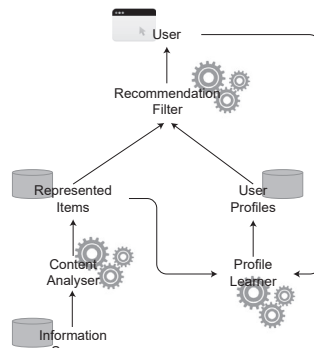 User
Recommendation
Filter
Represented
Items
User
Profiles
Content
Analyser
Profile
Learner
Information